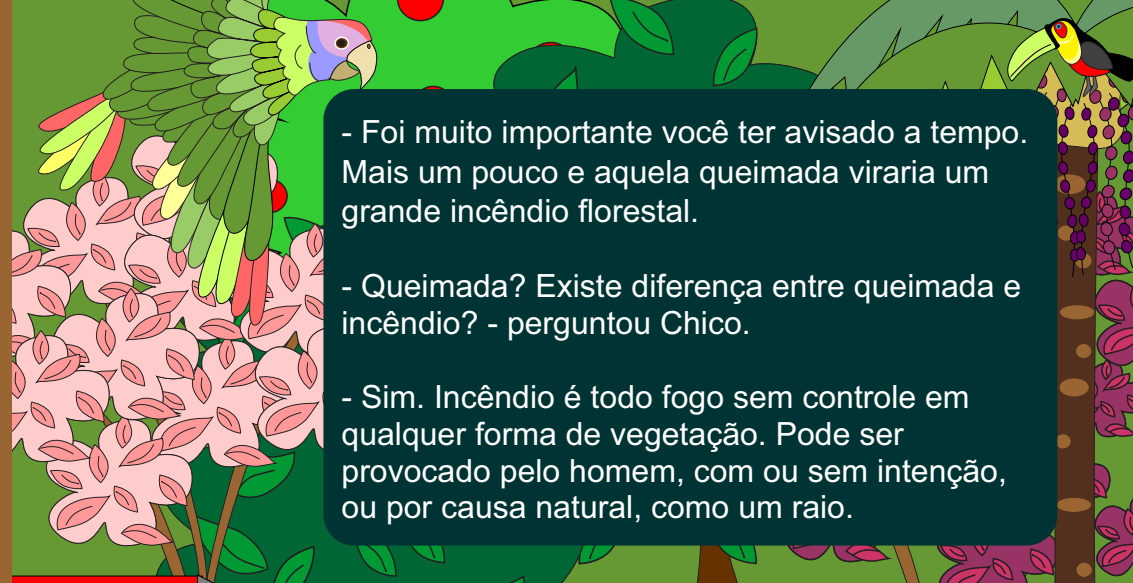 - Foi muito importante você ter avisado a tempo.
Mais um pouco e aquela queimada viraria um
grande incêndio florestal.
- Queimada? Existe diferença entre queimada e
incêndio? - perguntou Chico.
- Sim. Incêndio é todo fogo sem controle em
qualquer forma de vegetação. Pode ser
provocado pelo homem, com ou sem intenção,
ou por causa natural, como um raio.